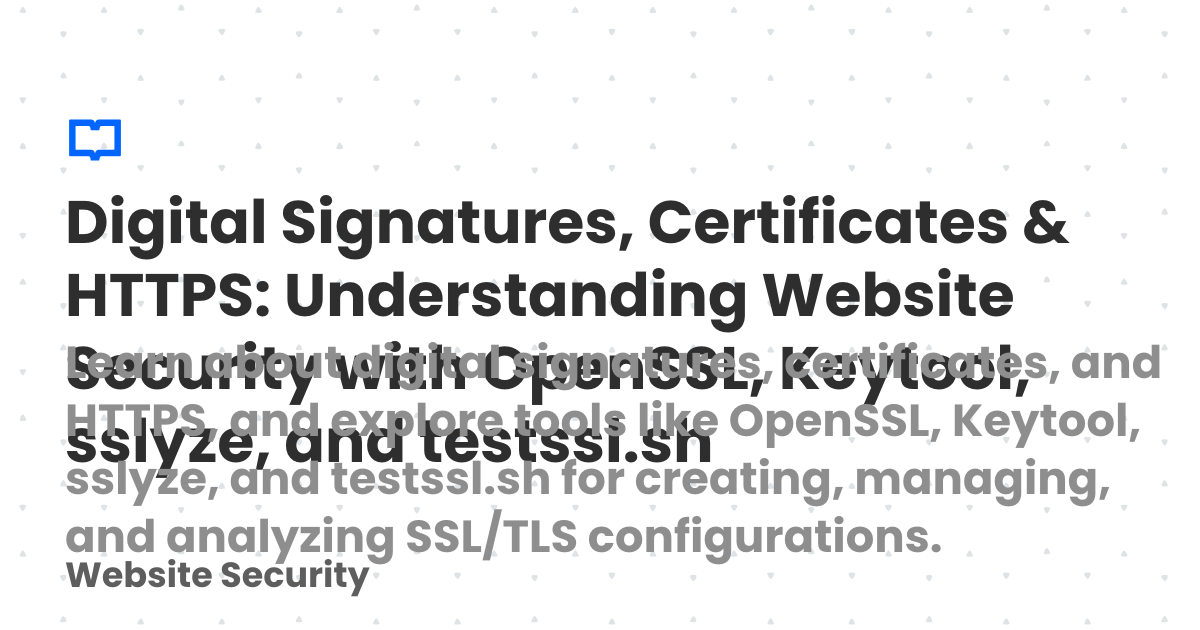 Digital Signatures, Certificates &
HTTPS: Understanding Website
Security with OpenSSL, Keytool,
sslyze, and testssl.sh
Learn about digital signatures, certificates, and
HTTPS, and explore tools like OpenSSL, Keytool,
sslyze, and testssl.sh for creating, managing,
and analyzing SSL/TLS configurations.
Website Security